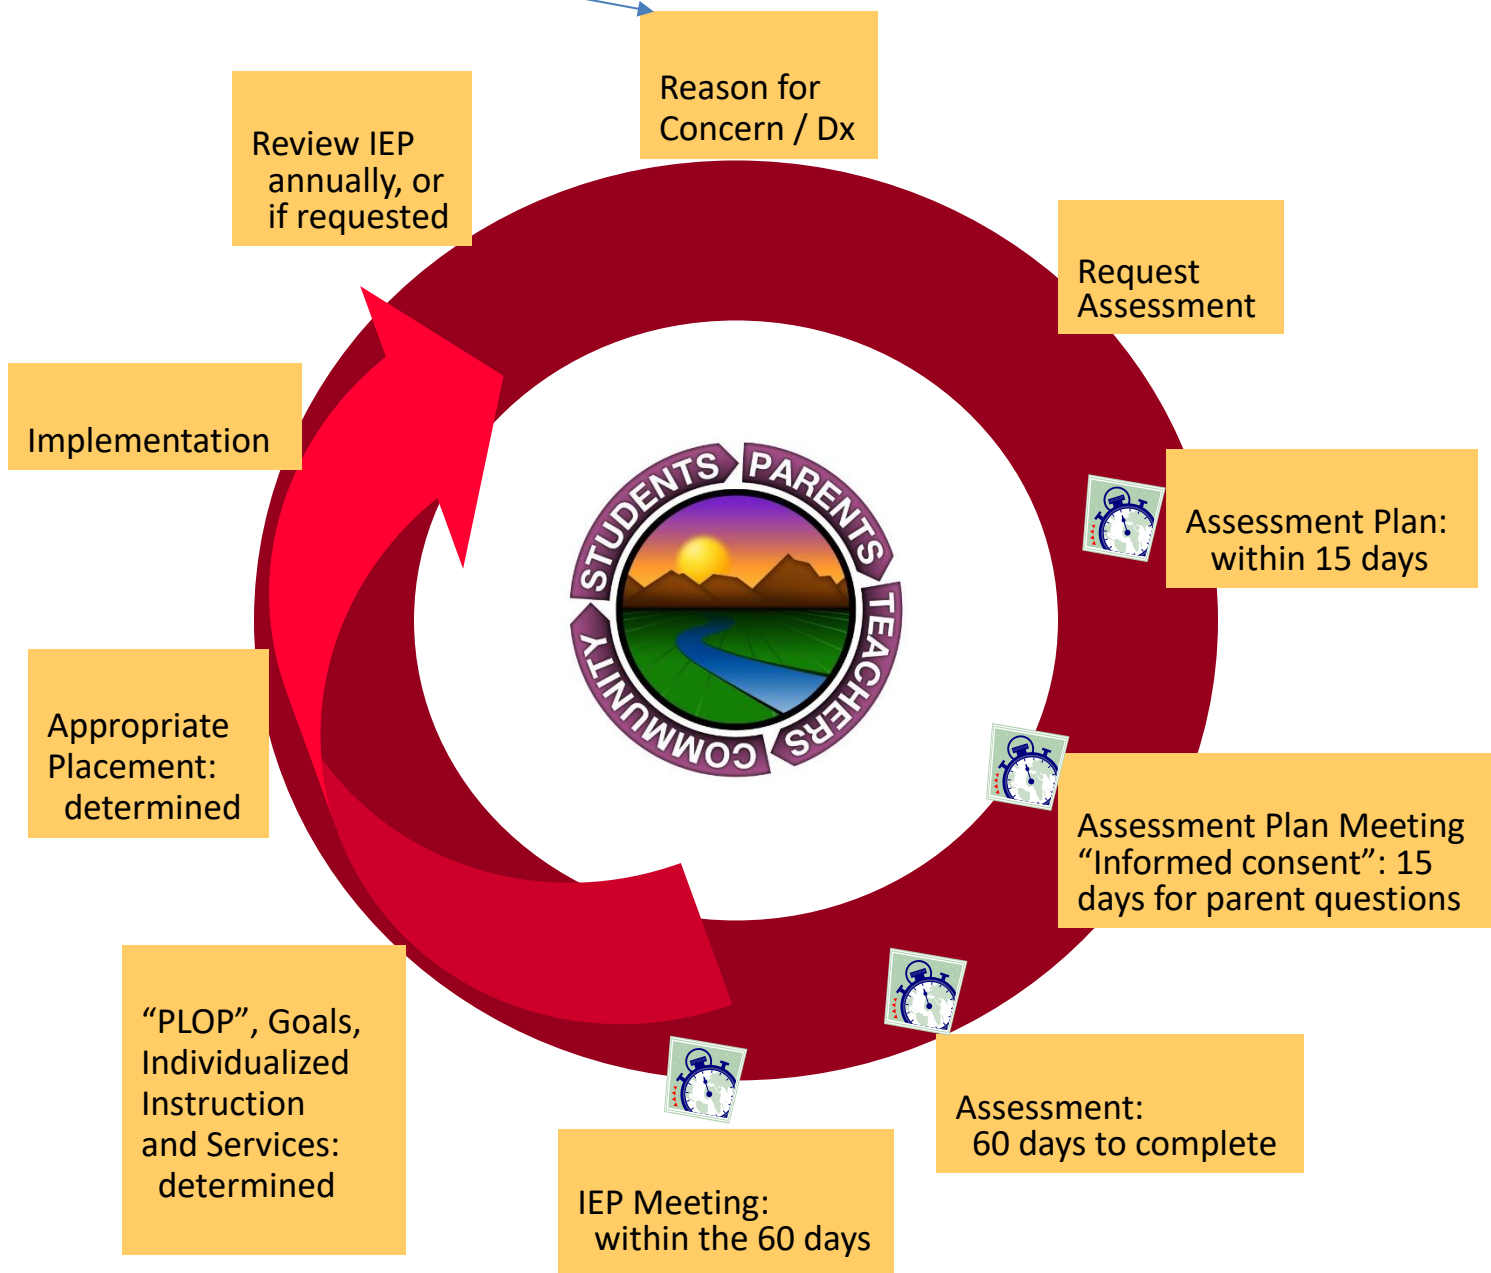 Reason for
Concern / Dx
Request
Assessment
Assessment Plan:
within 15 days
Assessment Plan Meeting
“Informed consent”: 15
days for parent questions
Assessment:
60 days to complete
IEP Meeting:
within the 60 days
“PLOP”, Goals,
Individualized
Instruction
and Services:
determined
Appropriate
Placement:
determined
Implementation
Review IEP
annually, or
if requested
STUDENTS
PARENTS
TEACHERS
COMMUNITY